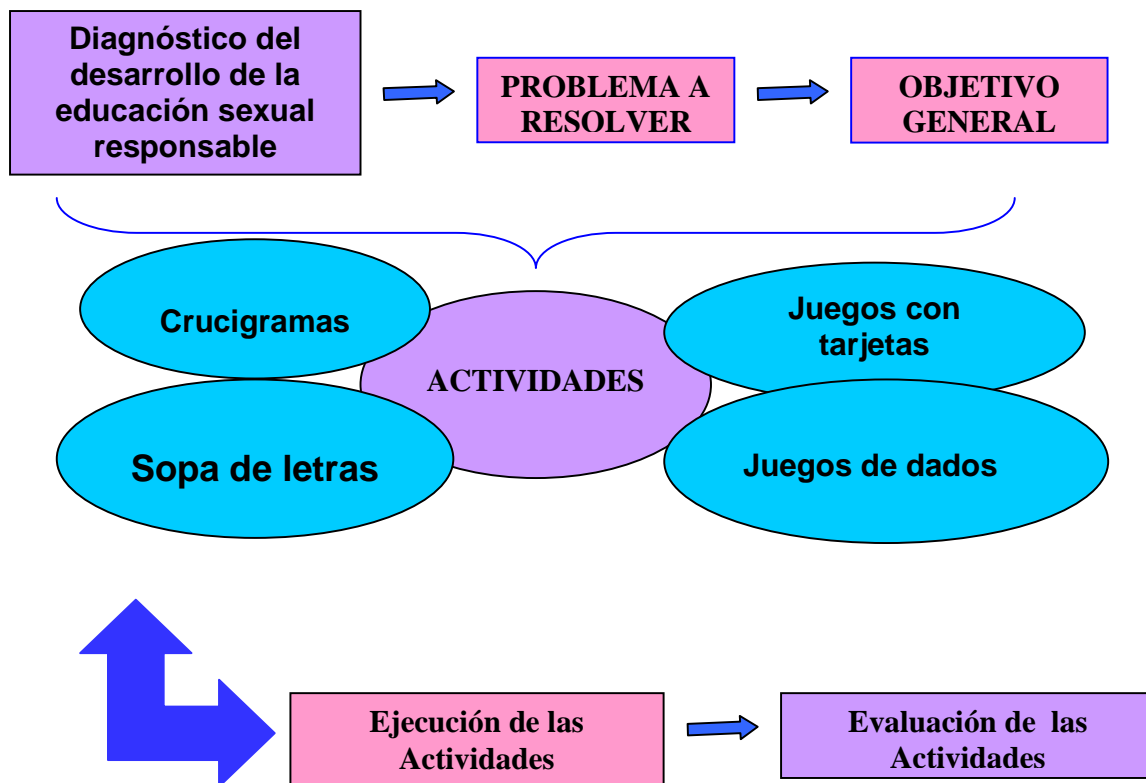 Diagnóstico del
desarrollo de la
educación sexual
responsable
PROBLEMA A
RESOLVER
OBJETIVO
GENERAL
Crucigramas
Juegos con
tarjetas
ACTIVIDADES
Sopa de letras
Juegos de dados
Ejecución de las
Actividades
Evaluación de  las
Actividades